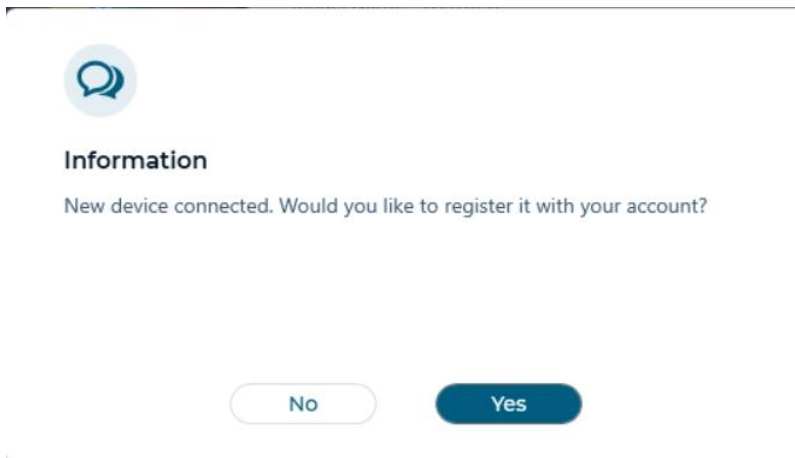 Information
New device connected. Would you like to register it with your account?
No Yes